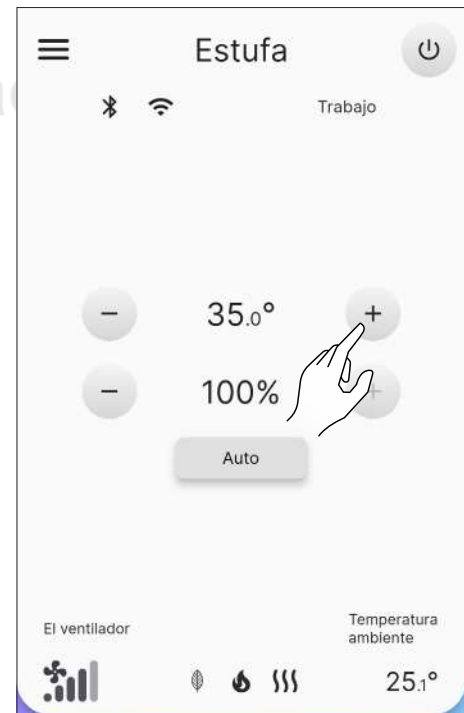 Estufa
Trabajo
− 35.0° +
− 100% +
Auto
El ventilador
Temperatura
ambiente
25.1°